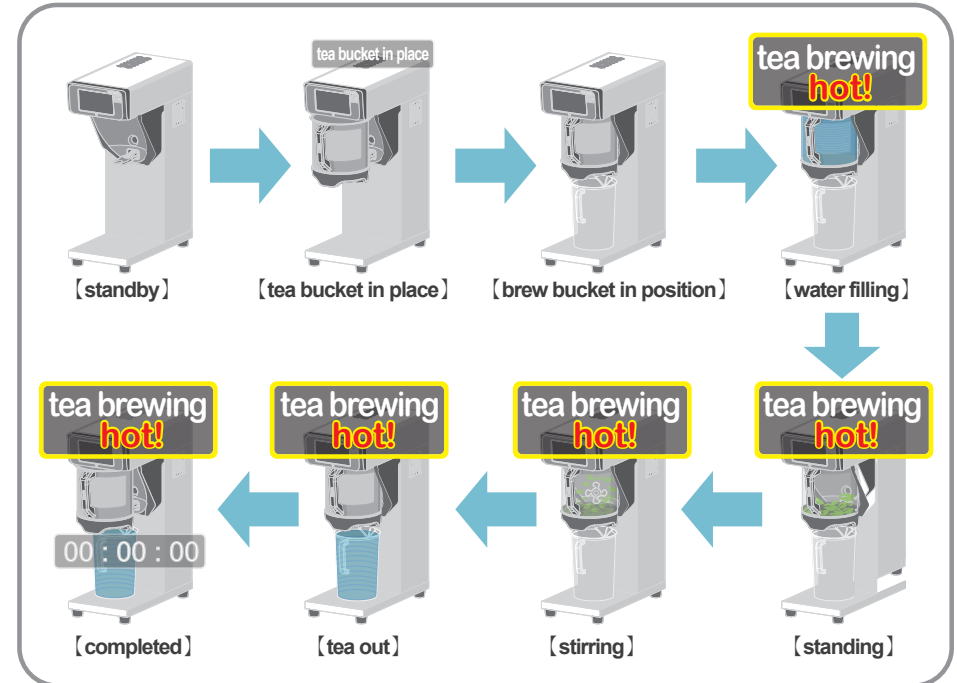 tea bucket in place
tea brewing
hot!
【standby】
【tea bucket in place】
【brew bucket in position】
【water filling】
tea brewing
hot!
tea brewing
hot!
tea brewing
hot!
tea brewing
hot!
00 : 00 : 00
【completed】
【tea out】
【stirring】
【standing】